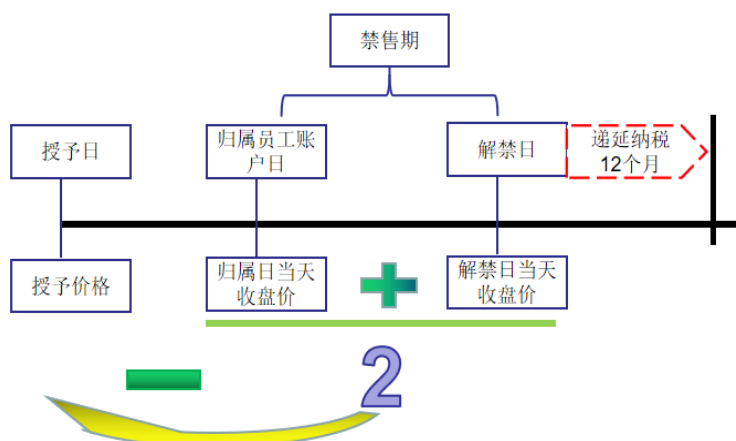 禁售期
授予日
归属员工账
户日
解禁日
递延纳税
12个月
授予价格
归属日当天
收盘价
解禁日当天
收盘价
2